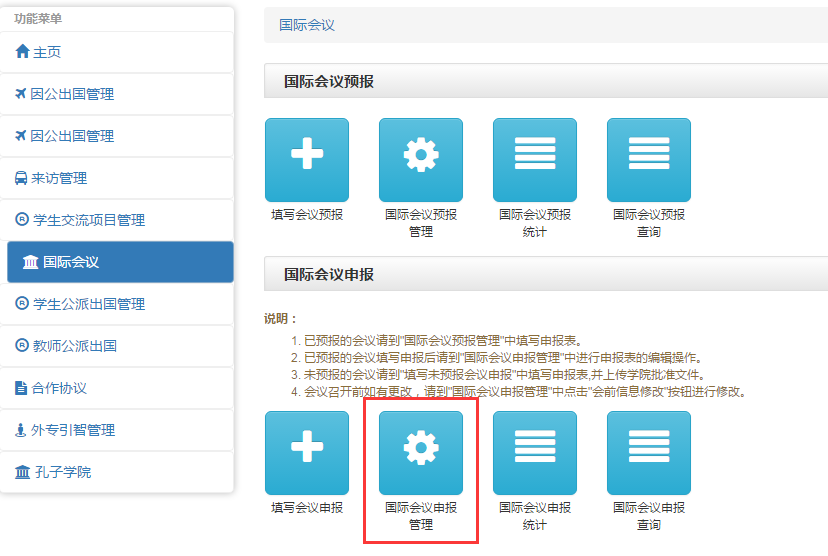 功能菜单
主页
因公出国管理
因公出国管理
来访管理
学生交流项目管理
国际会议
学生公派出国管理
教师公派出国
合作协议
外专引智管理
孔子学院
国际会议
国际会议预报
填写会议预报
国际会议预报
管理
国际会议预报
统计
国际会议预报
查询
国际会议申报
说明：
1. 已预报的会议请到"国际会议预报管理"中填写申报表。
2. 已预报的会议填写申报后请到"国际会议申报管理"中进行申报表的编辑操作。
3. 未预报的会议请到"填写未预报会议申报"中填写申报表,并上传学院批准文件。
4. 会议召开前如有更改，请到"国际会议申报管理"中点击"会前信息修改"按钮进行修改。
填写会议申报
国际会议申报
管理
国际会议申报
统计
国际会议申报
查询